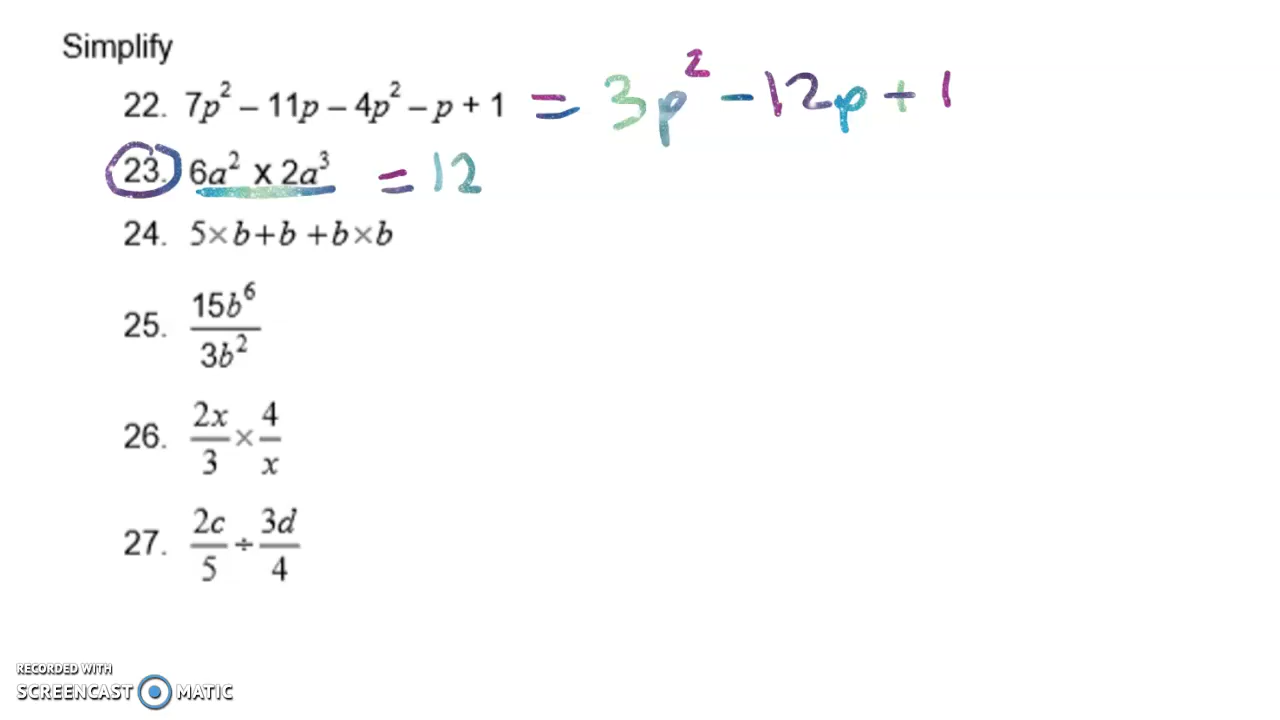 Simplify
22. 7p² – 11p – 4p² – p + 1 = 3p² - 12p + 1
23. 6a² x 2a³ = 12
24. 5×b+b +b×b
25. 15b⁶/3b²
26. 2x/3 × 4/x
27. 2c/5 ÷ 3d/4
RECORDED WITH
SCREENCAST MATIC